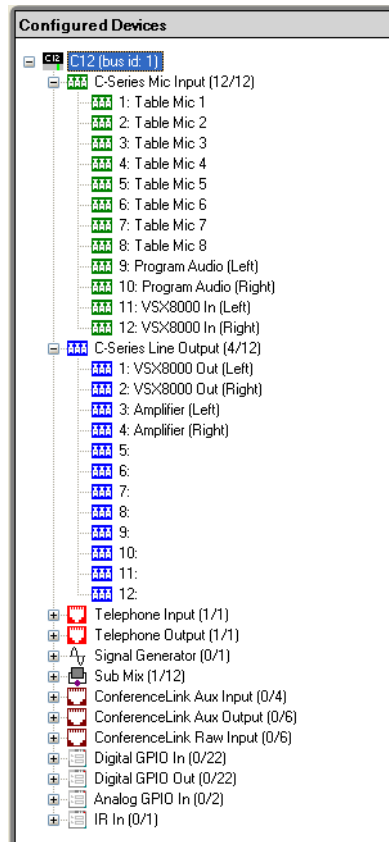 Configured Devices
C12 C12 (bus id: 1)
C-Series Mic Input (12/12)
1: Table Mic 1
2: Table Mic 2
3: Table Mic 3
4: Table Mic 4
5: Table Mic 5
6: Table Mic 6
7: Table Mic 7
8: Table Mic 8
9: Program Audio (Left)
10: Program Audio (Right)
11: VSX8000 In (Left)
12: VSX8000 In (Right)
C-Series Line Output (4/12)
1: VSX8000 Out (Left)
2: VSX8000 Out (Right)
3: Amplifier (Left)
4: Amplifier (Right)
5:
6:
7:
8:
9:
10:
11:
12:
Telephone Input (1/1)
Telephone Output (1/1)
Signal Generator (0/1)
Sub Mix (1/12)
ConferenceLink Aux Input (0/4)
ConferenceLink Aux Output (0/6)
ConferenceLink Raw Input (0/6)
Digital GPIO In (0/22)
Digital GPIO Out (0/22)
Analog GPIO In (0/2)
IR In (0/1)